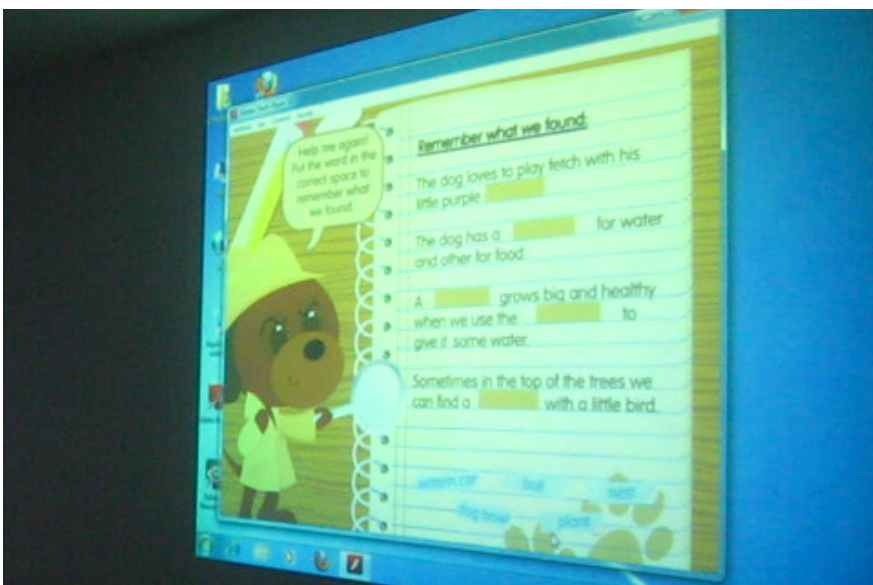 Help me again!
Put the word in the
correct space to
remember what
we found.
Remember what we found:
The dog loves to play fetch with his
little purple
The dog has a for water
and other for food.
A grows big and healthy
when we use the to
give it some water.
Sometimes in the top of the trees we
can find a with a little bird.
waterin can
ball
nest
dog bowl
plant